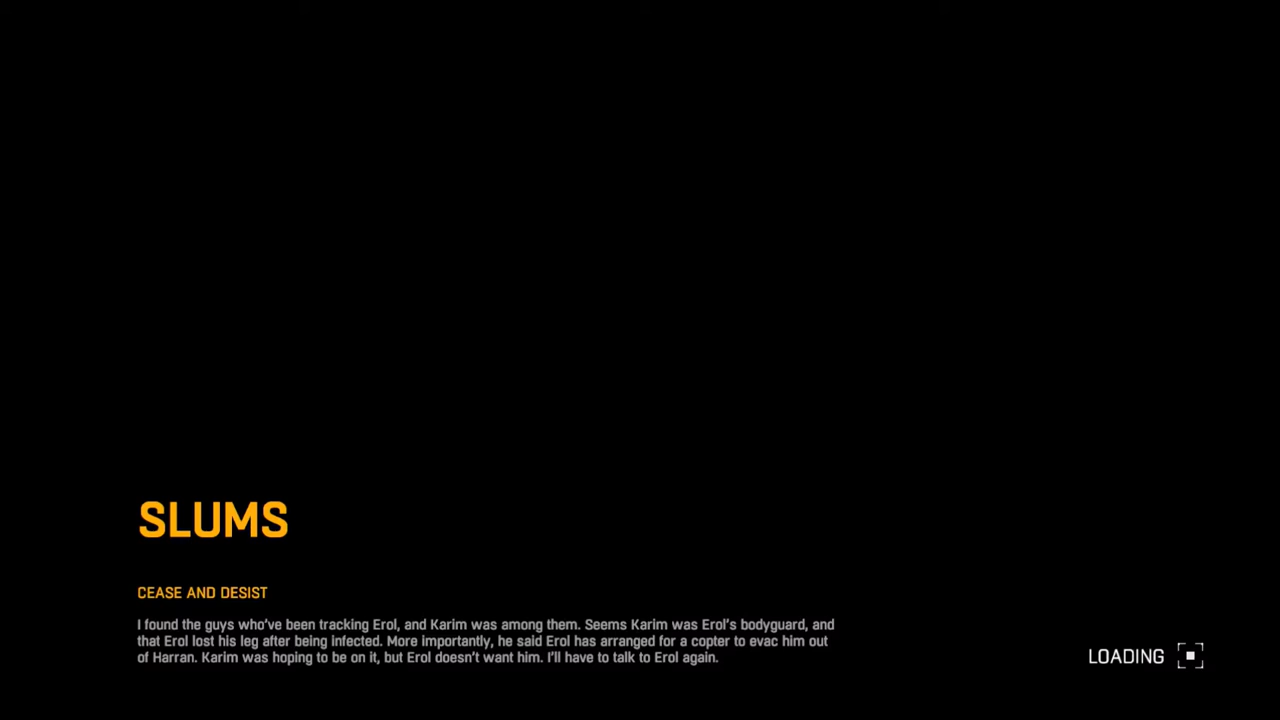 SLUMS
CEASE AND DESIST
I found the guys who've been tracking Erol, and Karim was among them. Seems Karim was Erol's bodyguard, and
that Erol lost his leg after being infected. More importantly, he said Erol has arranged for a copter to evac him out
of Harran. Karim was hoping to be on it, but Erol doesn't want him. I'll have to talk to Erol again.
LOADING